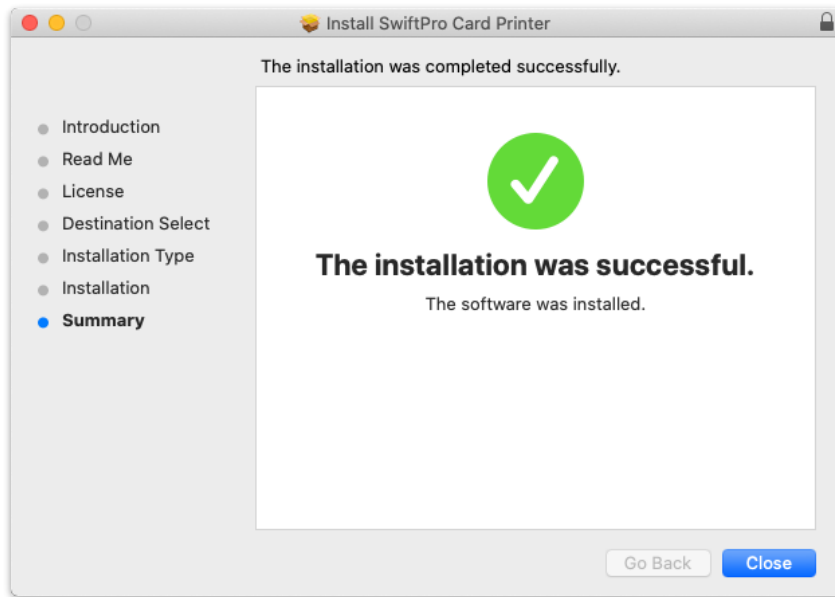 Install SwiftPro Card Printer
The installation was completed successfully.
Introduction
Read Me
License
Destination Select
Installation Type
Installation
Summary
The installation was successful.
The software was installed.
Go Back
Close